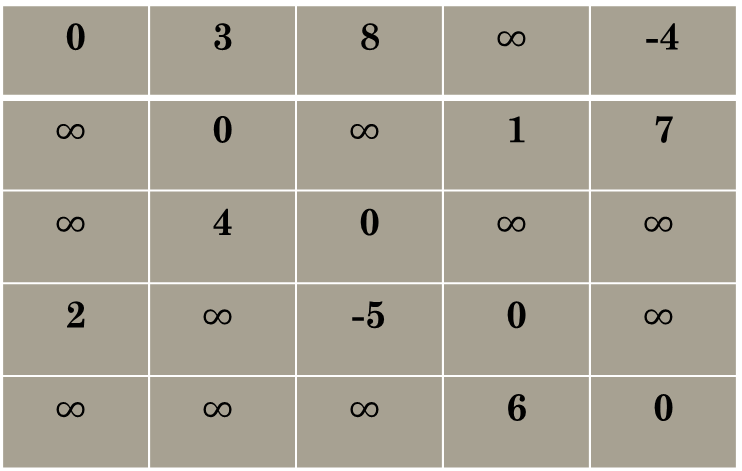 0 3 8 ∞ -4
∞ 0 ∞ 1 7
∞ 4 0 ∞ ∞
2 ∞ -5 0 ∞
∞ ∞ ∞ 6 0